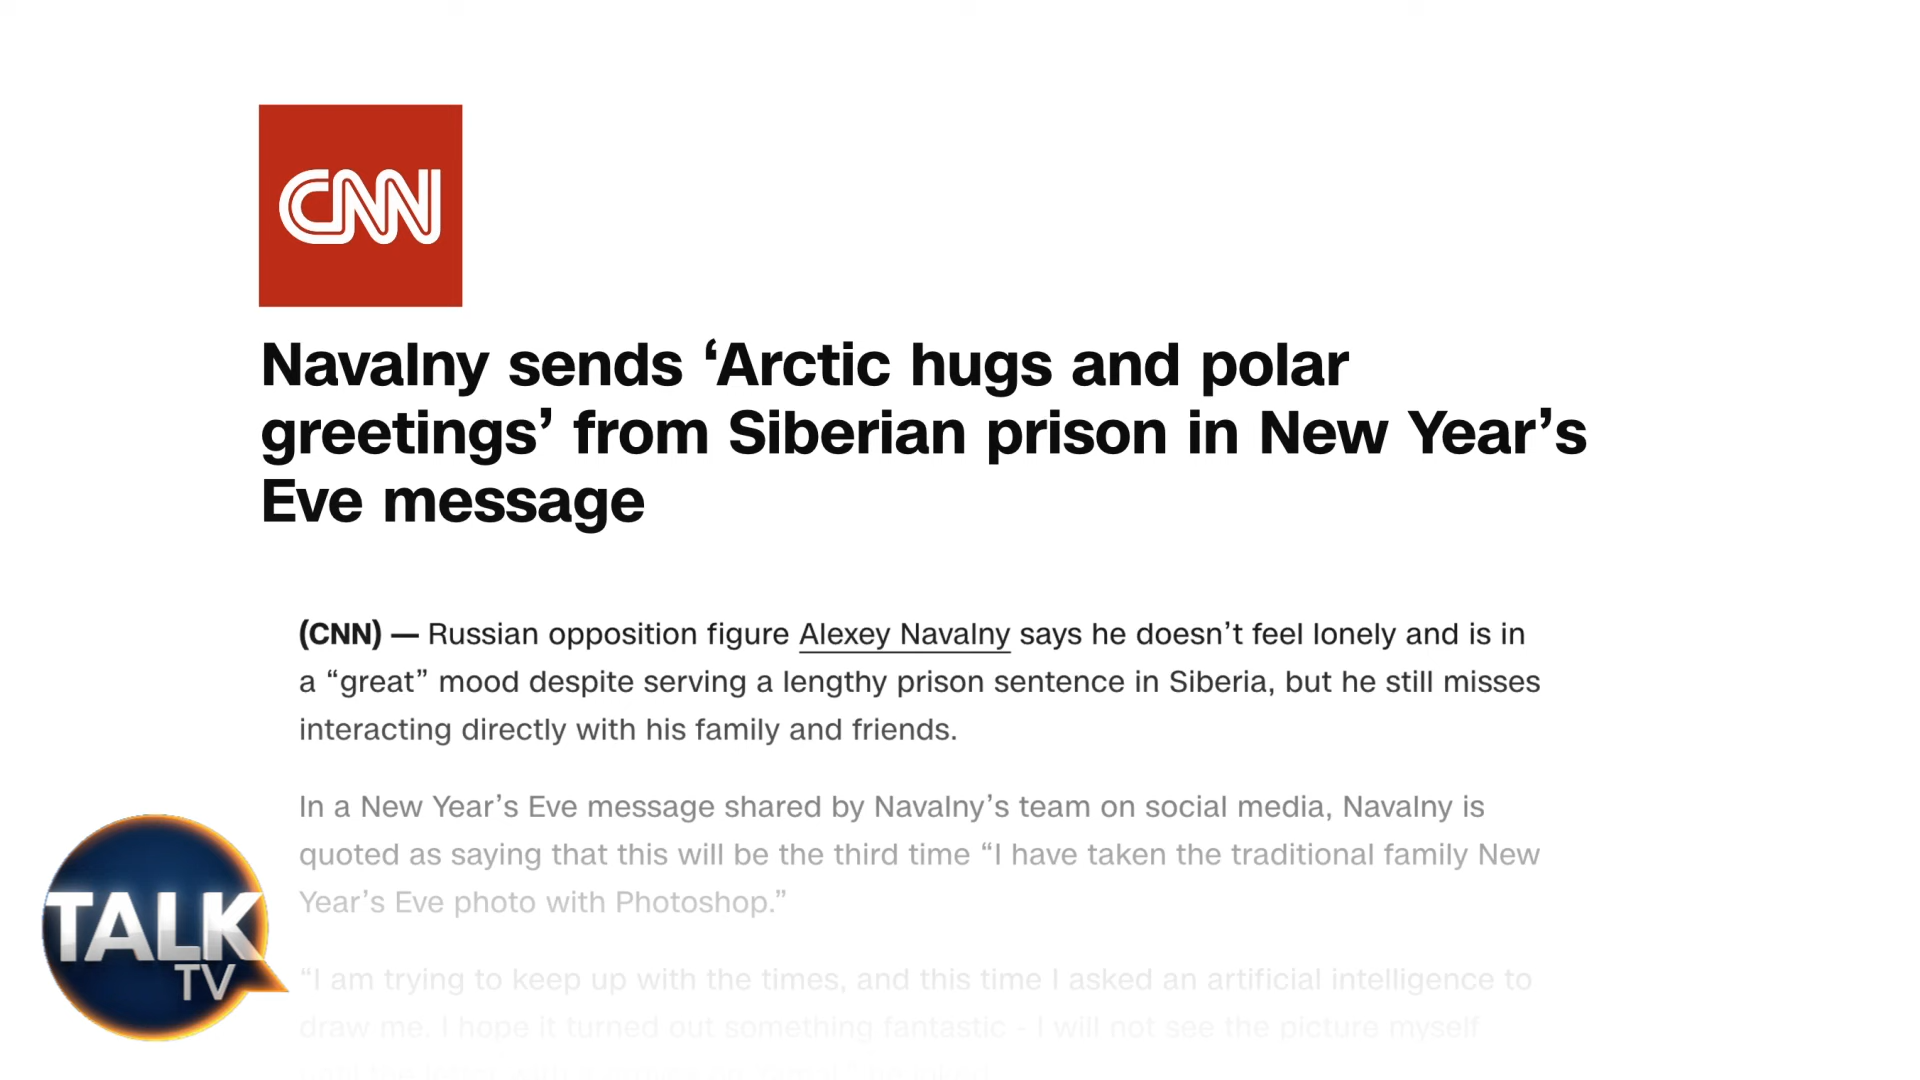 CNN
Navalny sends ‘Arctic hugs and polar
greetings’ from Siberian prison in New Year’s
Eve message
(CNN) — Russian opposition figure Alexey Navalny says he doesn’t feel lonely and is in
a “great” mood despite serving a lengthy prison sentence in Siberia, but he still misses
interacting directly with his family and friends.
In a New Year’s Eve message shared by Navalny’s team on social media, Navalny is
quoted as saying that this will be the third time “I have taken the traditional family New
Year’s Eve photo with Photoshop.”
“I am trying to keep up with the times, and this time I asked an artificial intelligence to
draw me. I hope it turned out something fantastic - I will not see the picture myself
TALK
TV